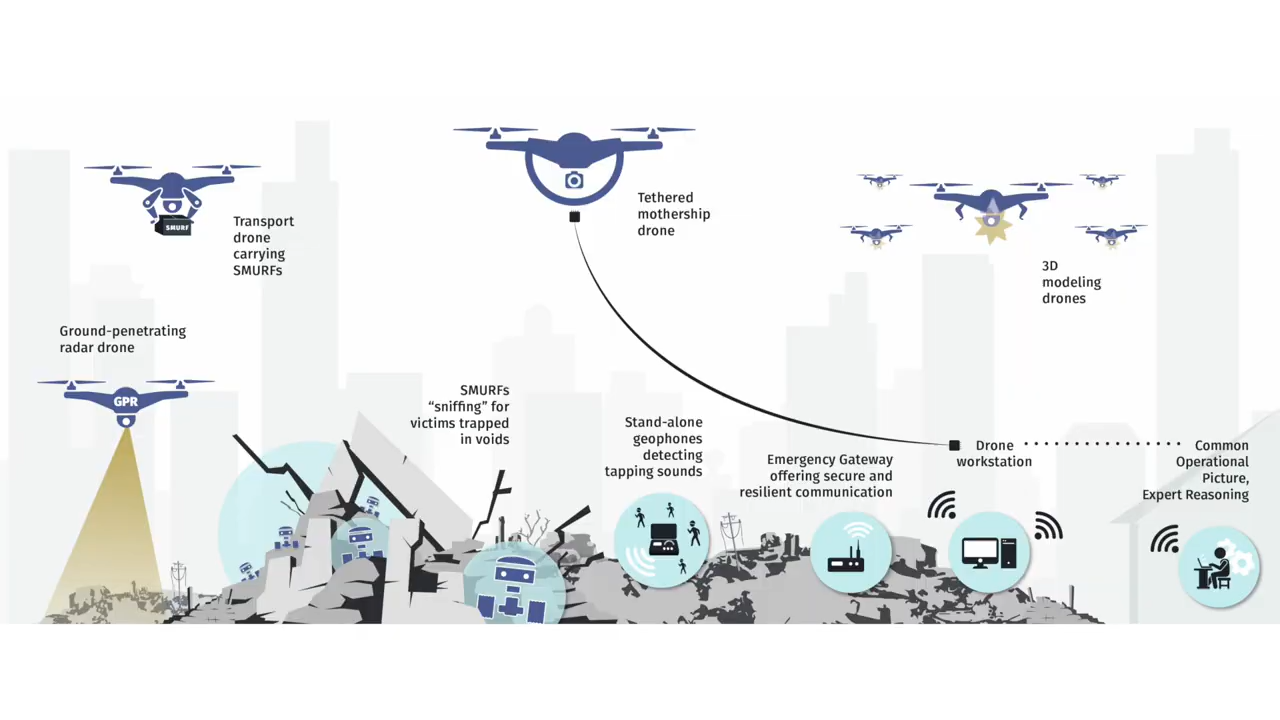 Transport
drone
carrying
SMURFs
SMURF
Tethered
mothership
drone
3D
modeling
drones
Ground-penetrating
radar drone
GPR
SMURFs
“sniffing” for
victims trapped
in voids
Stand-alone
geophones
detecting
tapping sounds
Emergency Gateway
offering secure and
resilient communication
Drone
workstation
Common
Operational
Picture,
Expert Reasoning